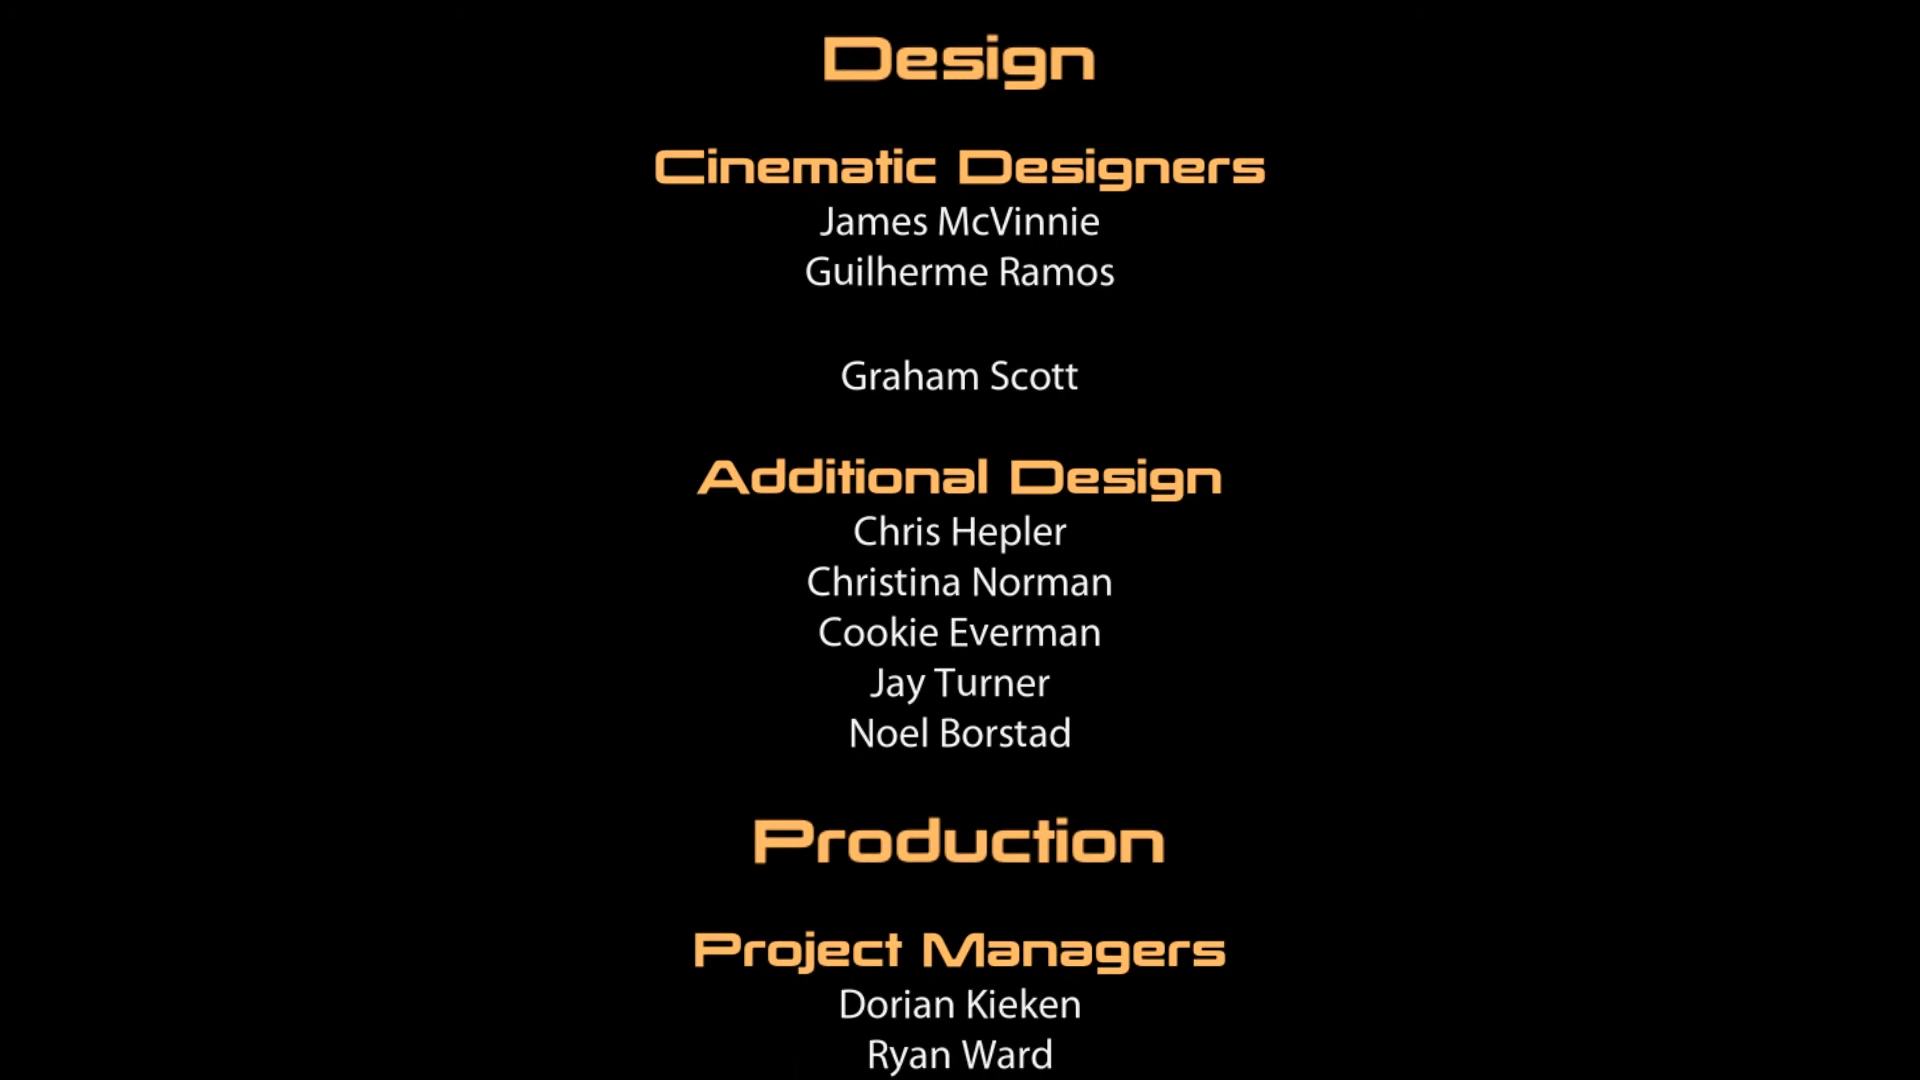 Design
Cinematic Designers
James McVinnie
Guilherme Ramos
Graham Scott
Additional Design
Chris Hepler
Christina Norman
Cookie Everman
Jay Turner
Noel Borstad
Production
Project Managers
Dorian Kieken
Ryan Ward